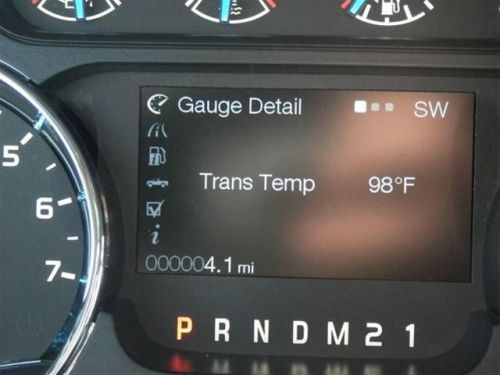 Gauge Detail SW
Trans Temp 98°F
000004.1 mi
P R N D M 2 1
5
6
7